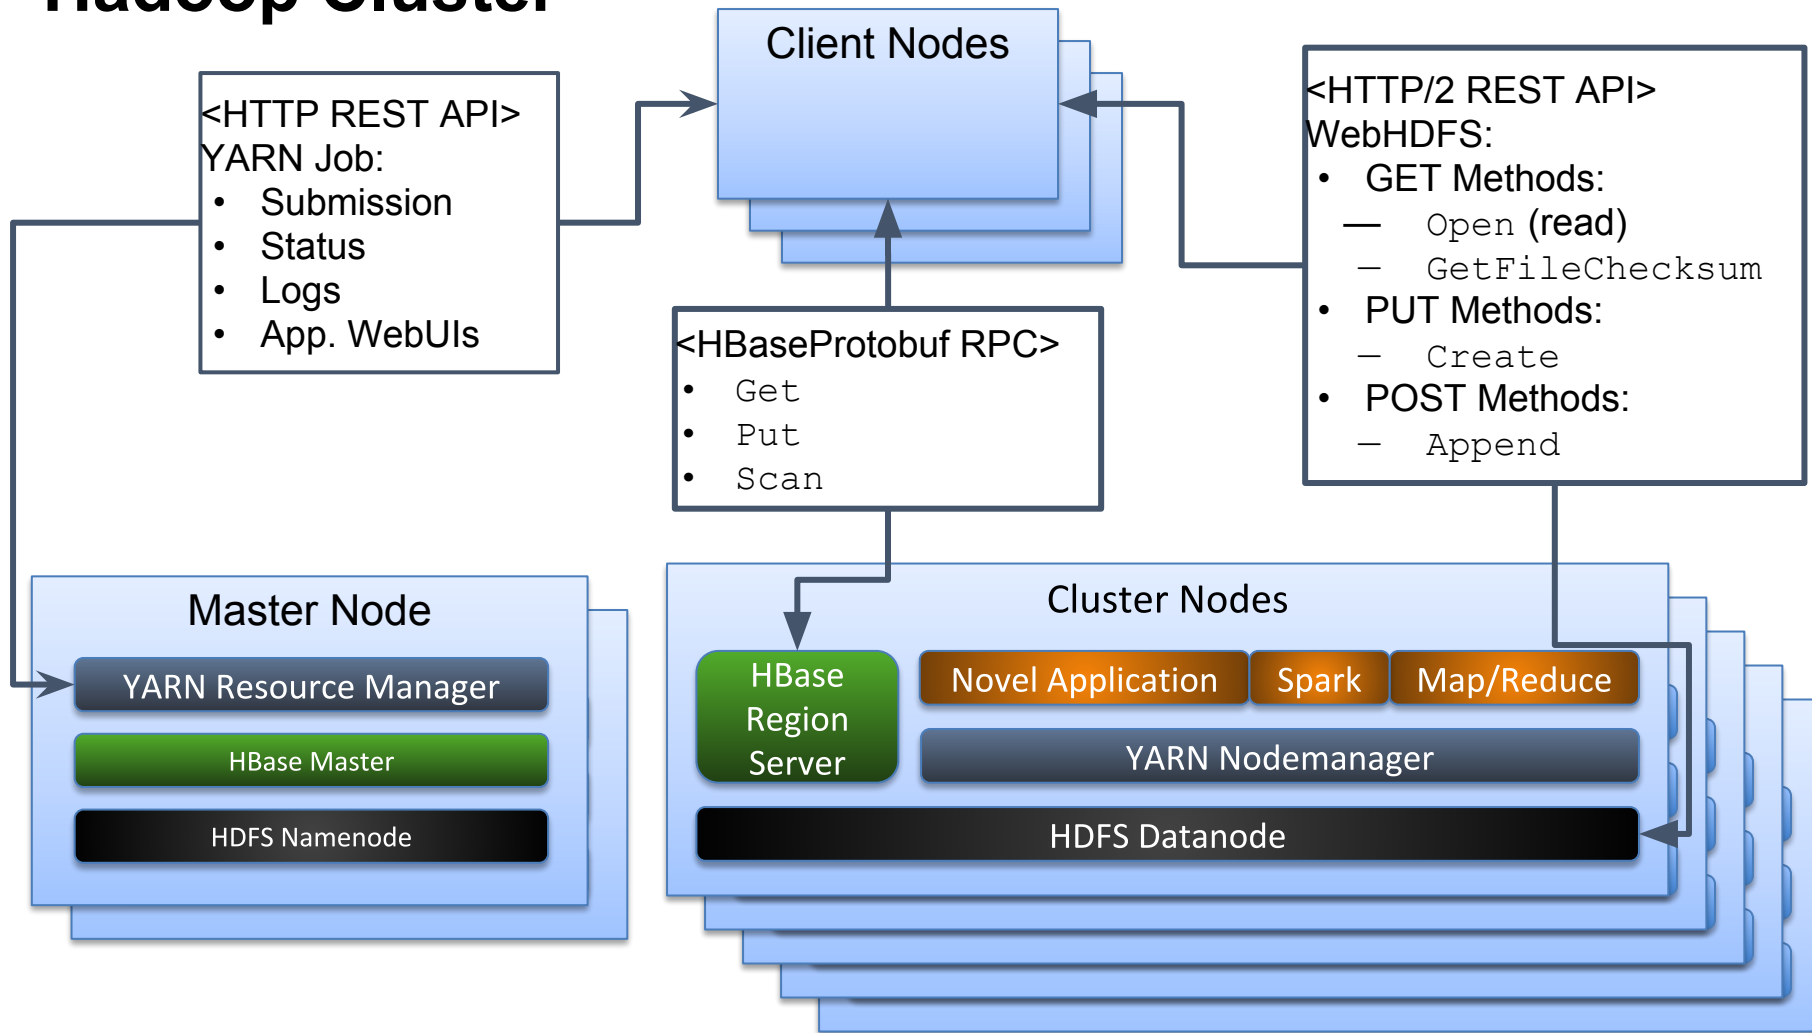 Hadoop Cluster
Client Nodes
<HTTP REST API>
YARN Job:
• Submission
• Status
• Logs
• App. WebUIs
<HBaseProtobuf RPC>
• Get
• Put
• Scan
<HTTP/2 REST API>
WebHDFS:
• GET Methods:
— Open (read)
– GetFileChecksum
• PUT Methods:
– Create
• POST Methods:
– Append
Master Node
YARN Resource Manager
HBase Master
HDFS Namenode
Cluster Nodes
HBase
Region
Server
Novel Application
Spark
Map/Reduce
YARN Nodemanager
HDFS Datanode